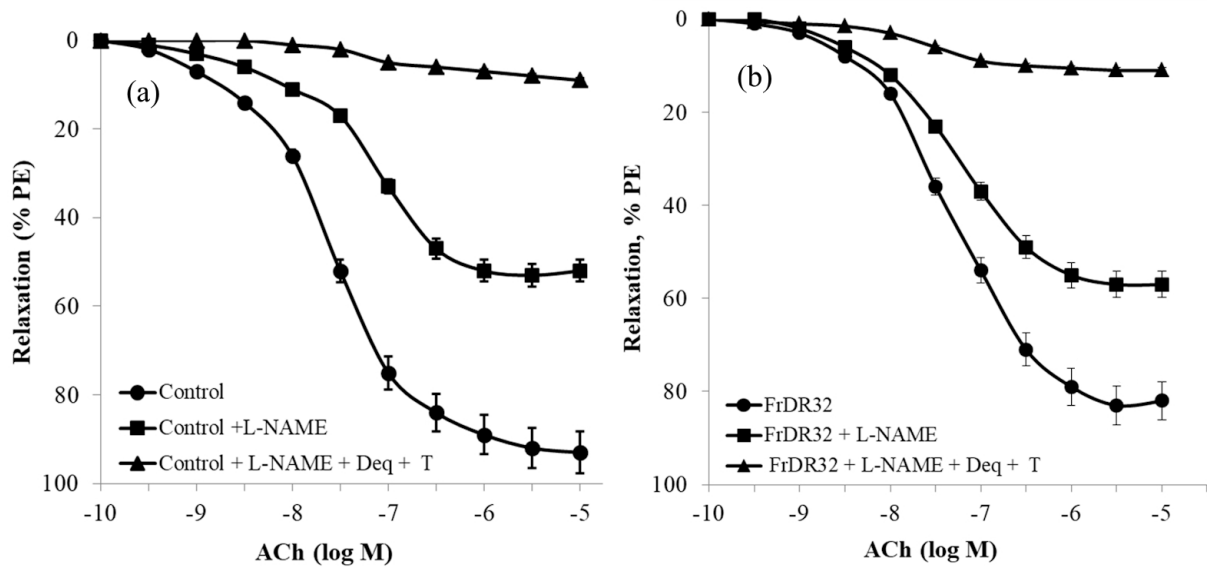 (a)
Relaxation (% PE)
0
20
40
60
80
100
Control
Control +L-NAME
Control + L-NAME + Deq + T
-10
-9
-8
-7
-6
-5
ACh (log M)
(b)
Relaxation, % PE
0
20
40
60
80
100
FrDR32
FrDR32 + L-NAME
FrDR32 + L-NAME + Deq + T
-10
-9
-8
-7
-6
-5
ACh (log M)